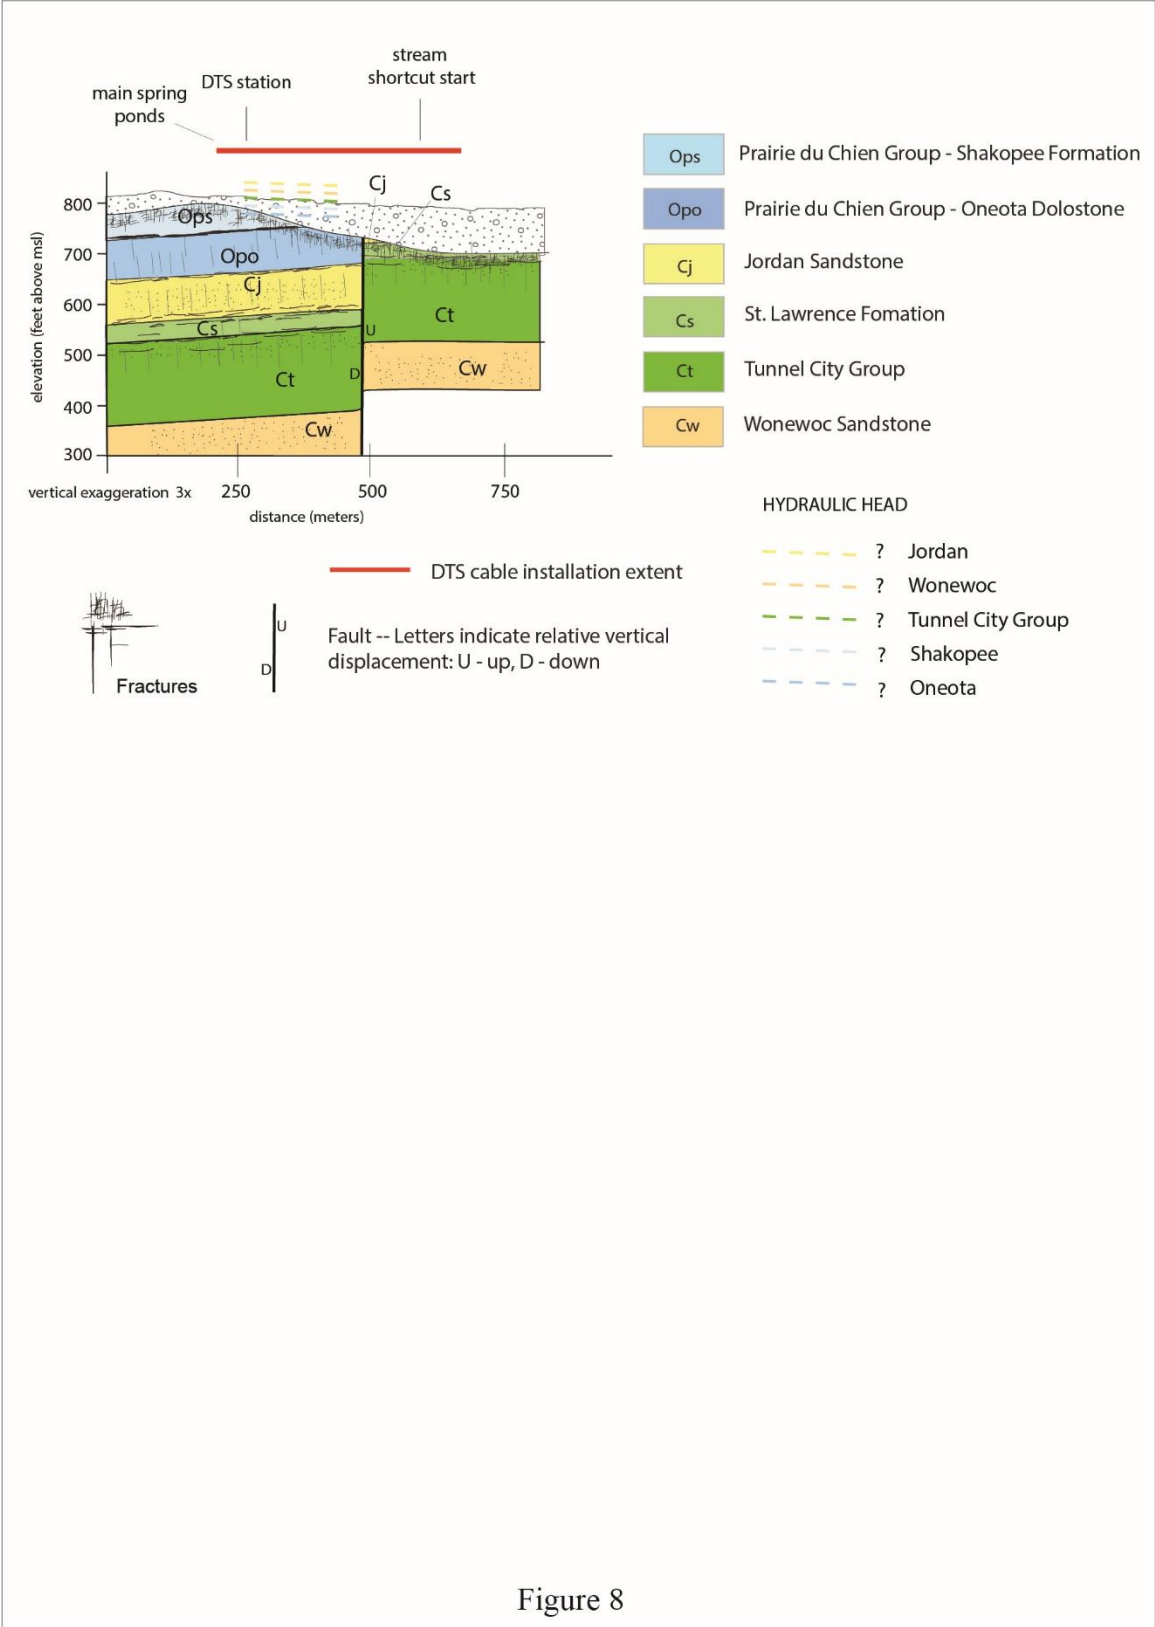 stream
shortcut start
DTS station
main spring
ponds
Cj
Cs
800
700
600
500
400
300
elevation (feet above msl)
Ops
Opo
Cj
Cs
Ct
Cw
U
D
Ct
Cw
vertical exaggeration 3x
250
500
750
distance (meters)
Ops Prairie du Chien Group - Shakopee Formation
Opo Prairie du Chien Group - Oneota Dolostone
Cj Jordan Sandstone
Cs St. Lawrence Fomation
Ct Tunnel City Group
Cw Wonewoc Sandstone
HYDRAULIC HEAD
? Jordan
? Wonewoc
? Tunnel City Group
? Shakopee
? Oneota
DTS cable installation extent
Fractures
U
D
Fault -- Letters indicate relative vertical
displacement: U - up, D - down
Figure 8